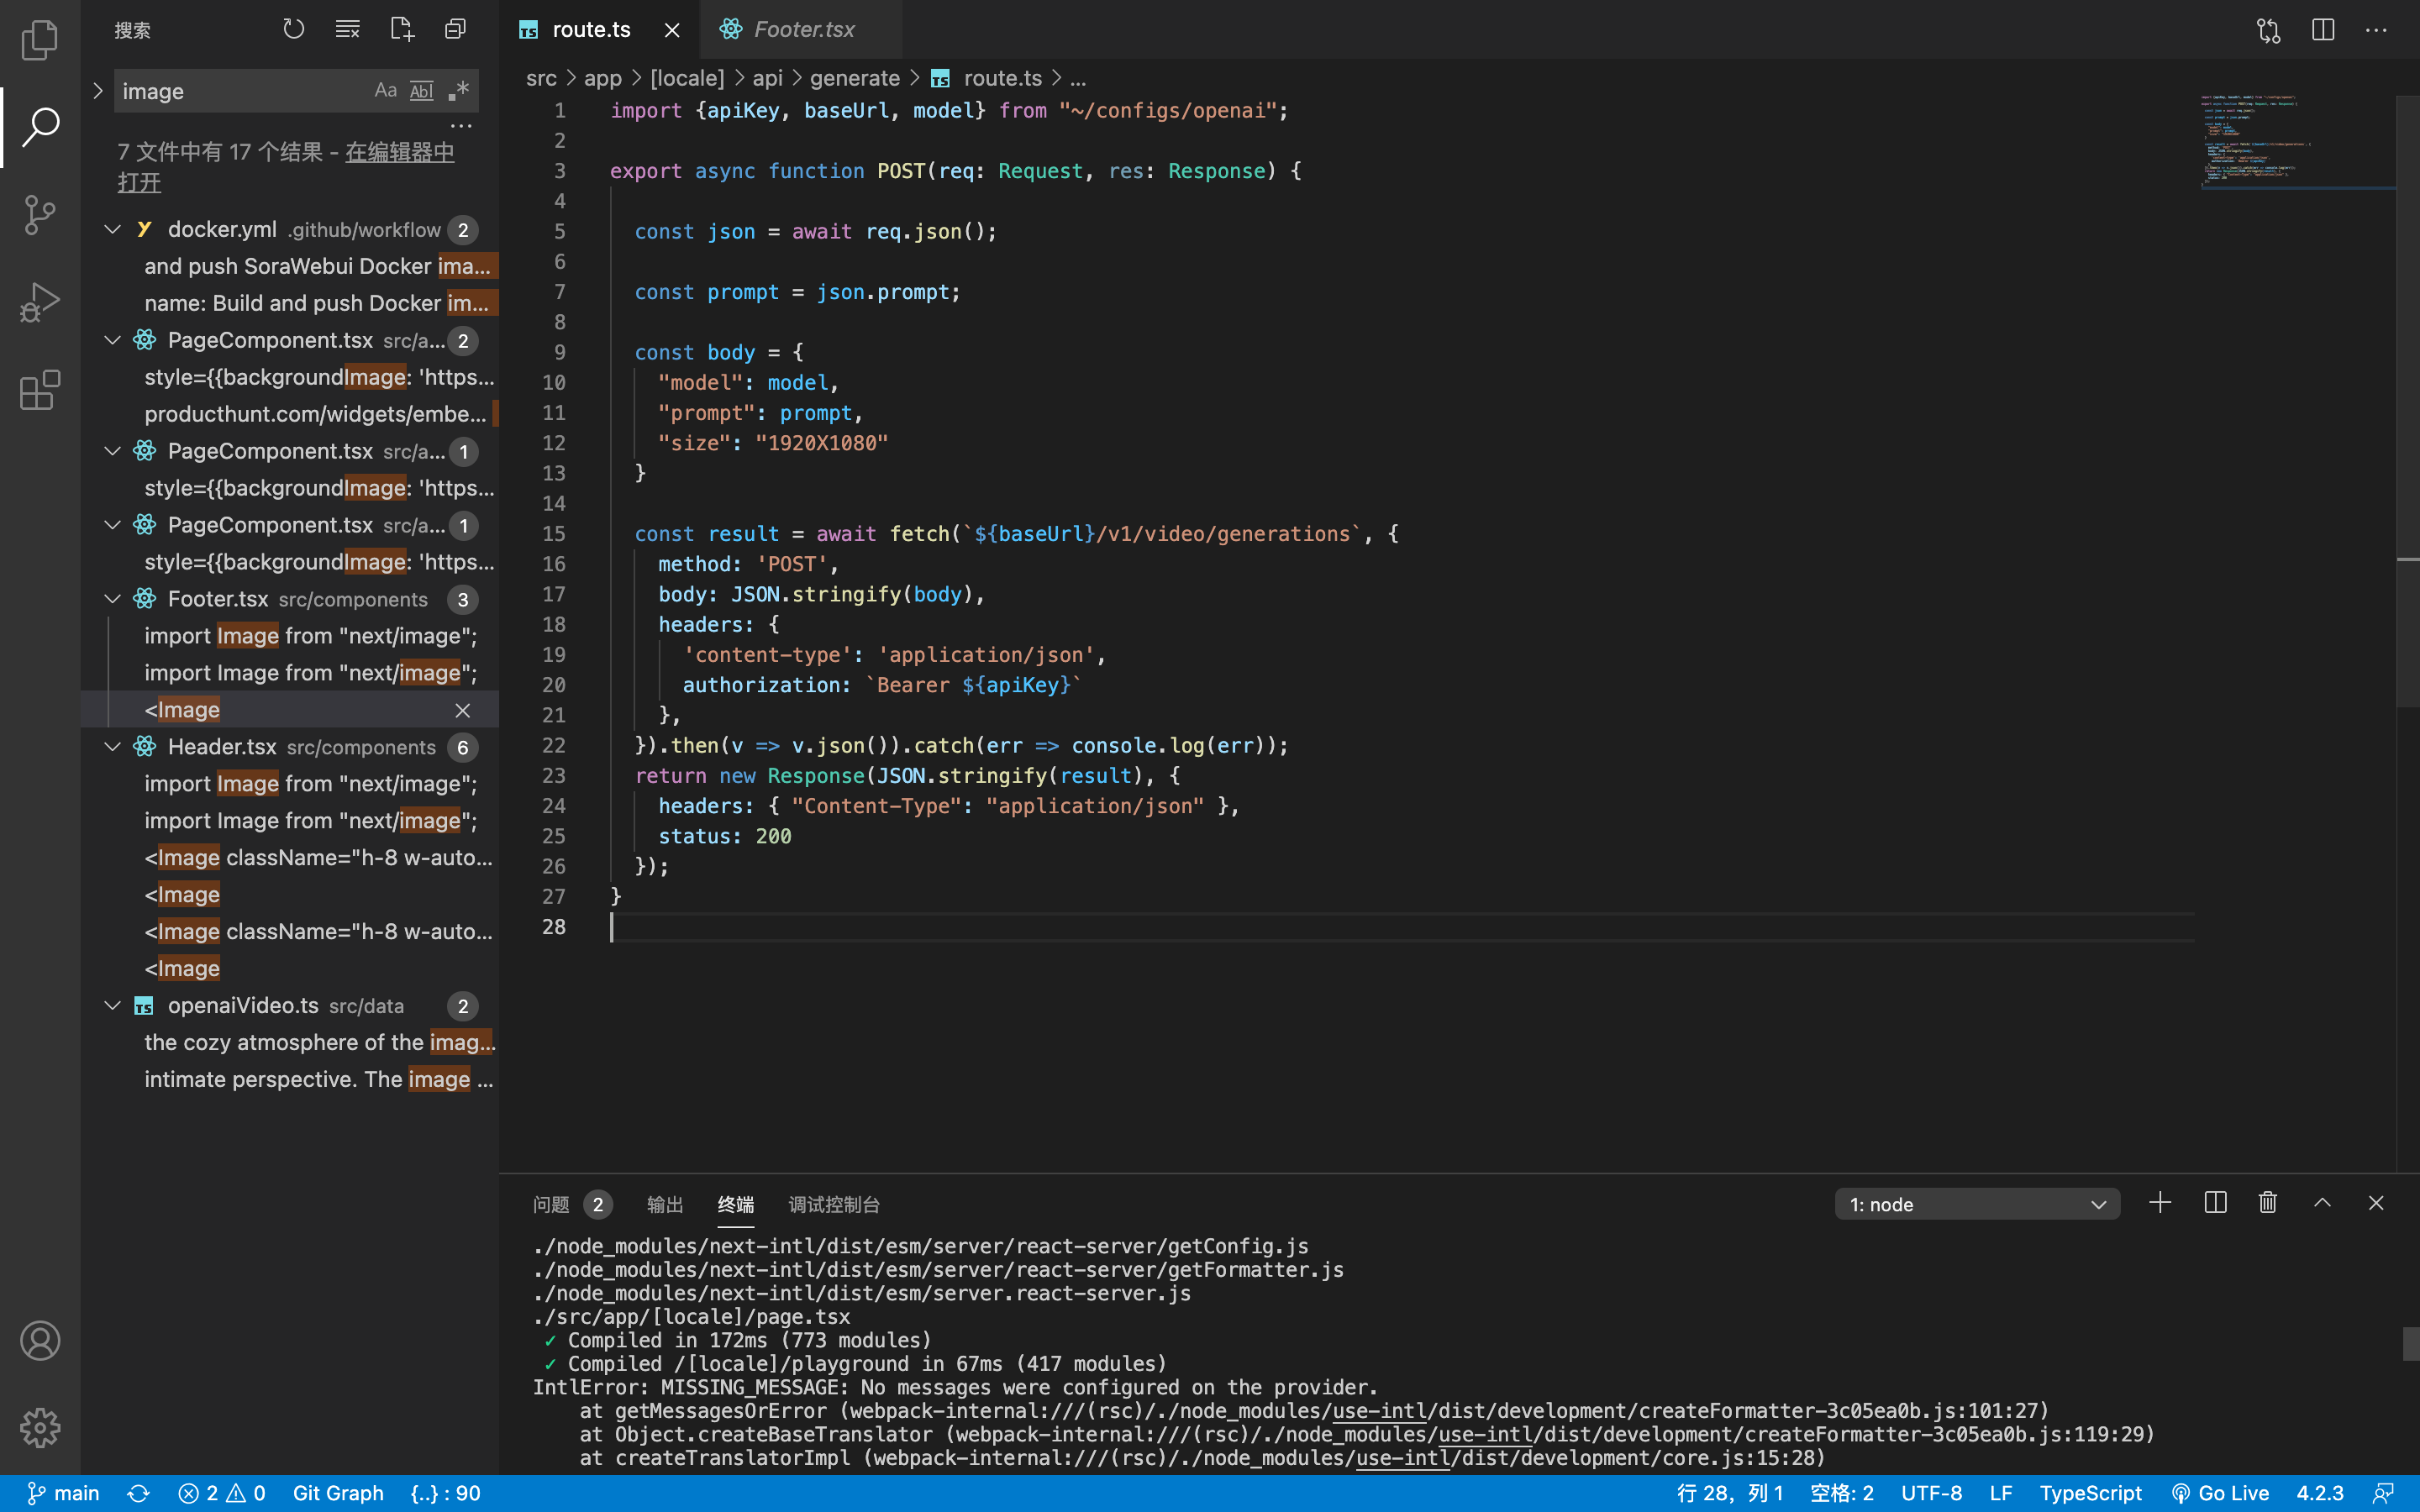 搜索
image
Aa
Abl
7 文件中有 17 个结果 - 在编辑器中
打开
docker.yml .github/workflow 2
and push SoraWebui Docker ima...
name: Build and push Docker im...
PageComponent.tsx src/a... 2
style={{backgroundImage: 'https...
producthunt.com/widgets/embe...
PageComponent.tsx src/a... 1
style={{backgroundImage: 'https...
PageComponent.tsx src/a... 1
style={{backgroundImage: 'https...
Footer.tsx src/components 3
import Image from "next/image";
import Image from "next/image";
<Image
Header.tsx src/components 6
import Image from "next/image";
import Image from "next/image";
<Image className="h-8 w-auto...
<Image
<Image className="h-8 w-auto...
<Image
openaiVideo.ts src/data 2
the cozy atmosphere of the imag...
intimate perspective. The image ...
route.ts
Footer.tsx
src > app > [locale] > api > generate > route.ts > ...
1 import {apiKey, baseUrl, model} from "~/configs/openai";
2
3 export async function POST(req: Request, res: Response) {
4
5 const json = await req.json();
6
7 const prompt = json.prompt;
8
9 const body = {
10 "model": model,
11 "prompt": prompt,
12 "size": "1920X1080"
13 }
14
15 const result = await fetch(`${baseUrl}/v1/video/generations`, {
16 method: 'POST',
17 body: JSON.stringify(body),
18 headers: {
19 'content-type': 'application/json',
20 authorization: `Bearer ${apiKey}`
21 },
22 }).then(v => v.json()).catch(err => console.log(err));
23 return new Response(JSON.stringify(result), {
24 headers: { "Content-Type": "application/json" },
25 status: 200
26 });
27 }
28
问题 2 输出 终端 调试控制台 1: node
./node_modules/next-intl/dist/esm/server/react-server/getConfig.js
./node_modules/next-intl/dist/esm/server/react-server/getFormatter.js
./node_modules/next-intl/dist/esm/server.react-server.js
./src/app/[locale]/page.tsx
✓ Compiled in 172ms (773 modules)
✓ Compiled /[locale]/playground in 67ms (417 modules)
IntlError: MISSING_MESSAGE: No messages were configured on the provider.
at getMessagesOrError (webpack-internal:///(rsc)/./node_modules/use-intl/dist/development/createFormatter-3c05ea0b.js:101:27)
at Object.createBaseTranslator (webpack-internal:///(rsc)/./node_modules/use-intl/dist/development/createFormatter-3c05ea0b.js:119:29)
at createTranslatorImpl (webpack-internal:///(rsc)/./node_modules/use-intl/dist/development/core.js:15:28)
main 2 0 Git Graph {..} : 90 行 28，列 1 空格: 2 UTF-8 LF TypeScript Go Live 4.2.3